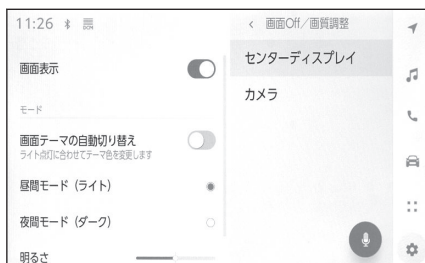 11:26
画面表示
モード
画面テーマの自動切り替え
ライト点灯に合わせてテーマ色を変更します
昼間モード（ライト）
夜間モード（ダーク）
明るさ
< 画面Off／画質調整
センターディスプレイ
カメラ